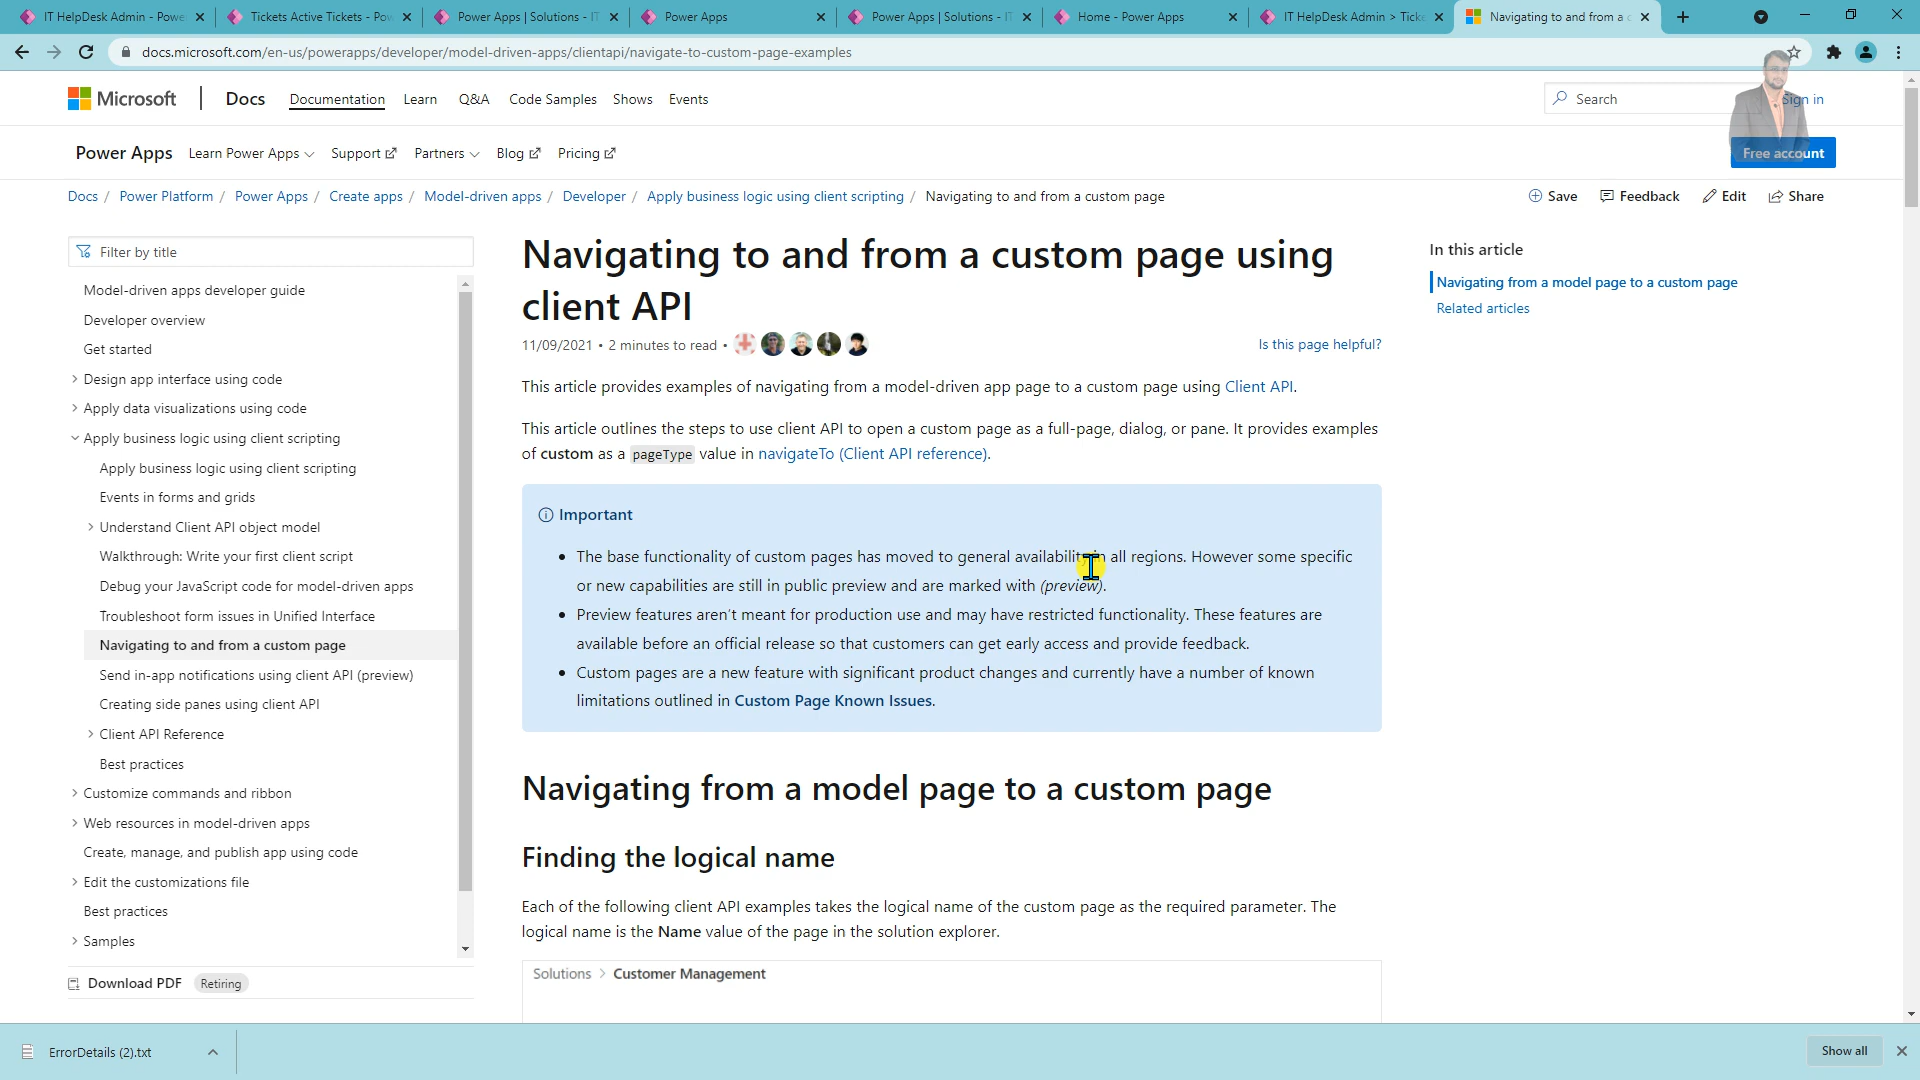 IT HelpDesk Admin - Powe
Tickets Active Tickets - Pow
Power Apps | Solutions - IT
Power Apps
Power Apps | Solutions - IT
Home - Power Apps
IT HelpDesk Admin > Ticke
Navigating to and from a c
docs.microsoft.com/en-us/powerapps/developer/model-driven-apps/clientapi/navigate-to-custom-page-examples
Microsoft
Docs
Documentation
Learn
Q&A
Code Samples
Shows
Events
Search
Sign in
Power Apps
Learn Power Apps
Support
Partners
Blog
Pricing
Free account
Docs / Power Platform / Power Apps / Create apps / Model-driven apps / Developer / Apply business logic using client scripting / Navigating to and from a custom page
Save
Feedback
Edit
Share
Filter by title
Model-driven apps developer guide
Developer overview
Get started
Design app interface using code
Apply data visualizations using code
Apply business logic using client scripting
Apply business logic using client scripting
Events in forms and grids
Understand Client API object model
Walkthrough: Write your first client script
Debug your JavaScript code for model-driven apps
Troubleshoot form issues in Unified Interface
Navigating to and from a custom page
Send in-app notifications using client API (preview)
Creating side panes using client API
Client API Reference
Best practices
Customize commands and ribbon
Web resources in model-driven apps
Create, manage, and publish app using code
Edit the customizations file
Best practices
Samples
Download PDF
Retiring
Navigating to and from a custom page using
client API
11/09/2021 • 2 minutes to read •
Is this page helpful?
This article provides examples of navigating from a model-driven app page to a custom page using Client API.
This article outlines the steps to use client API to open a custom page as a full-page, dialog, or pane. It provides examples
of custom as a pageType value in navigateTo (Client API reference).
Important
• The base functionality of custom pages has moved to general availability in all regions. However some specific
or new capabilities are still in public preview and are marked with (preview).
• Preview features aren't meant for production use and may have restricted functionality. These features are
available before an official release so that customers can get early access and provide feedback.
• Custom pages are a new feature with significant product changes and currently have a number of known
limitations outlined in Custom Page Known Issues.
Navigating from a model page to a custom page
Finding the logical name
Each of the following client API examples takes the logical name of the custom page as the required parameter. The
logical name is the Name value of the page in the solution explorer.
Solutions > Customer Management
In this article
Navigating from a model page to a custom page
Related articles
ErrorDetails (2).txt
Show all